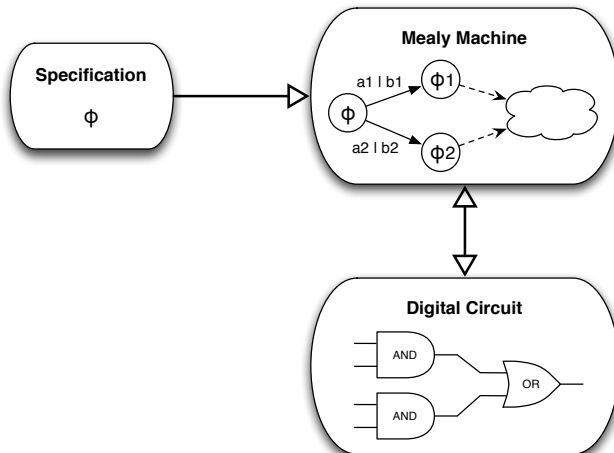 Specification
ϕ
Mealy Machine
a1 | b1
ϕ1
ϕ
a2 | b2
ϕ2
Digital Circuit
AND
OR
AND